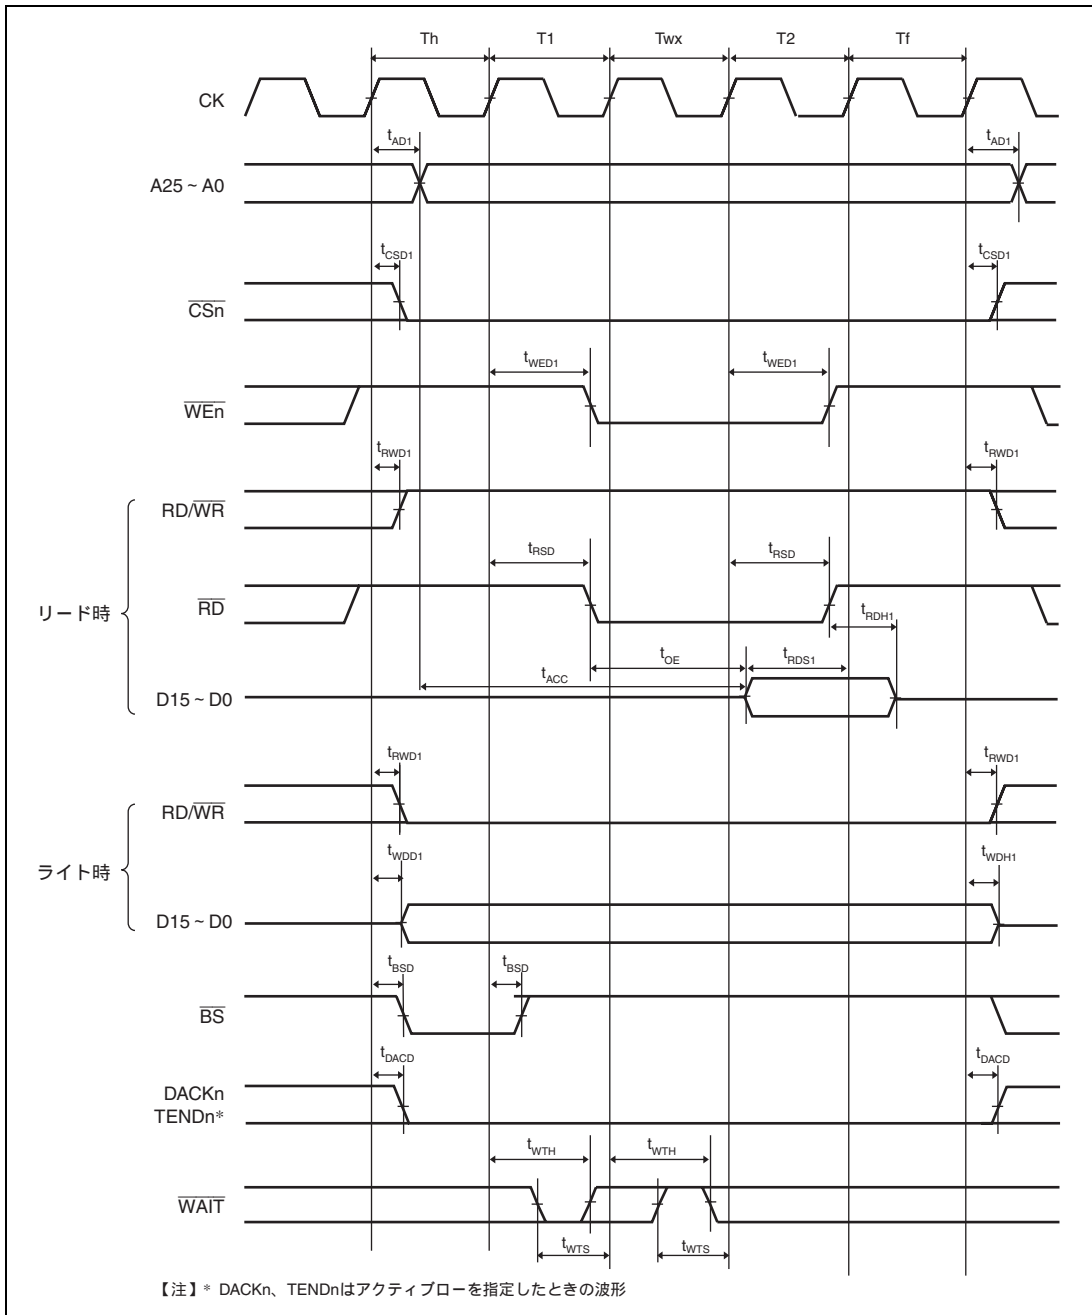 Th T1 Twx T2 Tf
CK
tAD1 tAD1
A25 ~ A0
tCSD1 tCSD1
CSn
tWED1 tWED1
WEn
tRWD1 tRWD1
RD/WR
tRSD tRSD
リード時
RD
tRDH1
tOE tRDS1
tACC
D15 ~ D0
tRWD1 tRWD1
RD/WR
tWDD1 tWDH1
ライト時
D15 ~ D0
tBSD tBSD
BS
tDACD tDACD
DACKn
TENDn*
tWTH tWTH
WAIT
tWTS tWTS
【注】* DACKn、TENDnはアクティブローを指定したときの波形